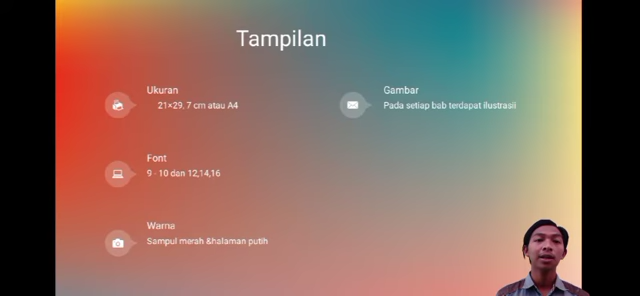 Tampilan
Ukuran
21×29, 7 cm atau A4
Gambar
Pada setiap bab terdapat ilustrasii
Font
9 - 10 dan 12,14,16
Warna
Sampul merah &halaman putih